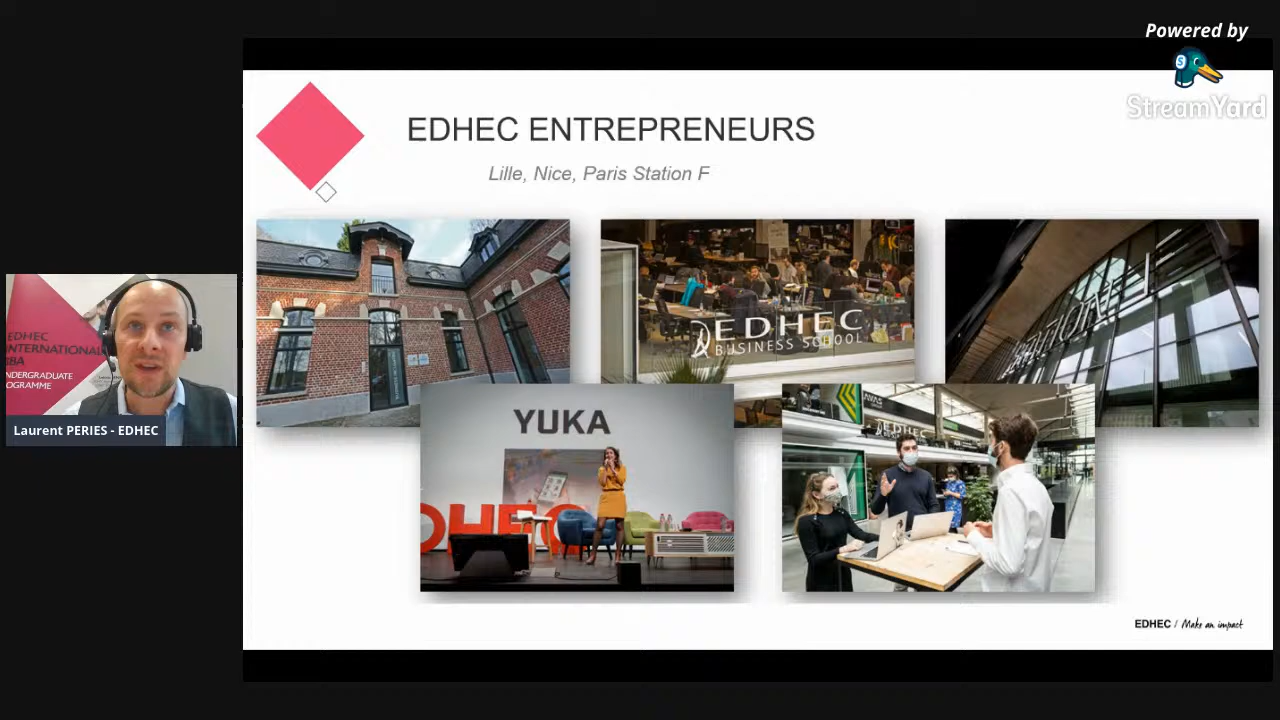 Powered by
StreamYard
EDHEC ENTREPRENEURS
Lille, Nice, Paris Station F
EDHEC
BUSINESS SCHOOL
STATION
YUKA
EDHEC
EDHEC
EDHEC
INTERNATIONAL
BBA
UNDERGRADUATE
PROGRAMME
Laurent PERIES - EDHEC
EDHEC / Make an impact